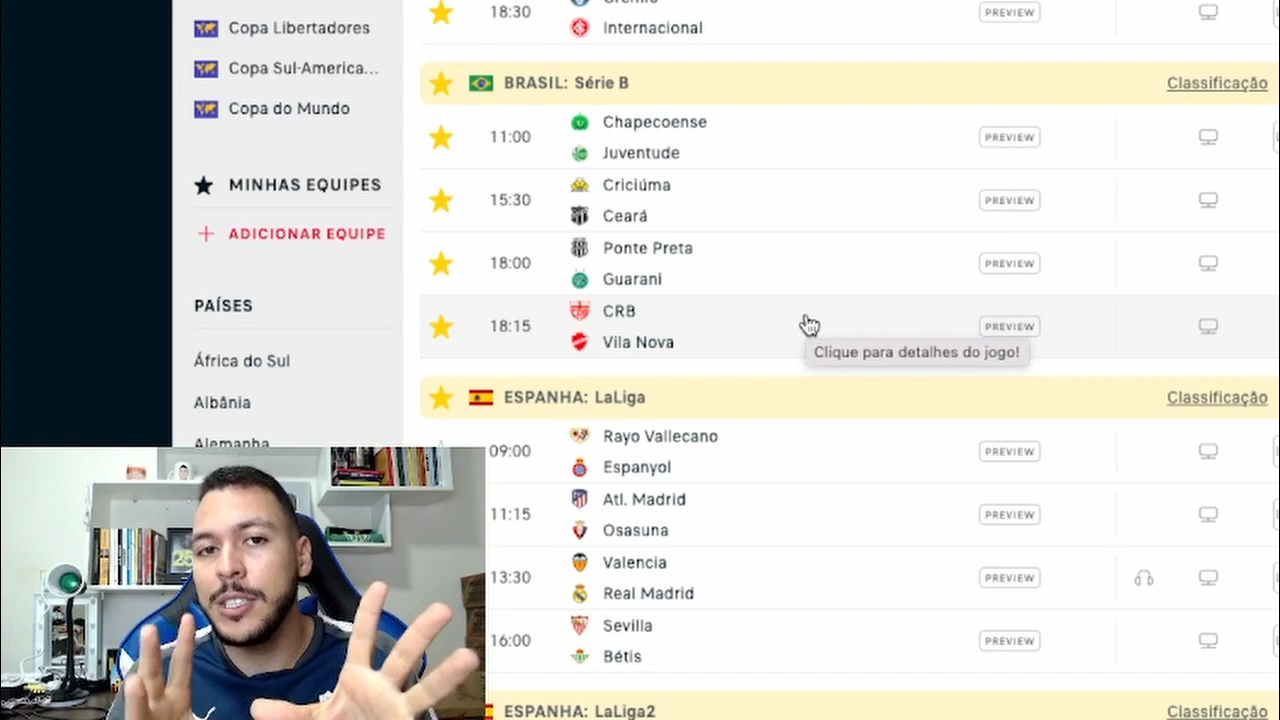 Copa Libertadores
Copa Sul-America...
Copa do Mundo
MINHAS EQUIPES
+ ADICIONAR EQUIPE
PAÍSES
África do Sul
Albânia
Alemanha
18:30
Grêmio
Internacional
PREVIEW
BRASIL: Série B
Classificação
11:00
Chapecoense
Juventude
PREVIEW
15:30
Criciúma
Ceará
PREVIEW
18:00
Ponte Preta
Guarani
PREVIEW
18:15
CRB
Vila Nova
PREVIEW
Clique para detalhes do jogo!
ESPANHA: LaLiga
Classificação
09:00
Rayo Vallecano
Espanyol
PREVIEW
11:15
Atl. Madrid
Osasuna
PREVIEW
13:30
Valencia
Real Madrid
PREVIEW
16:00
Sevilla
Bétis
PREVIEW
ESPANHA: LaLiga2
Classificação